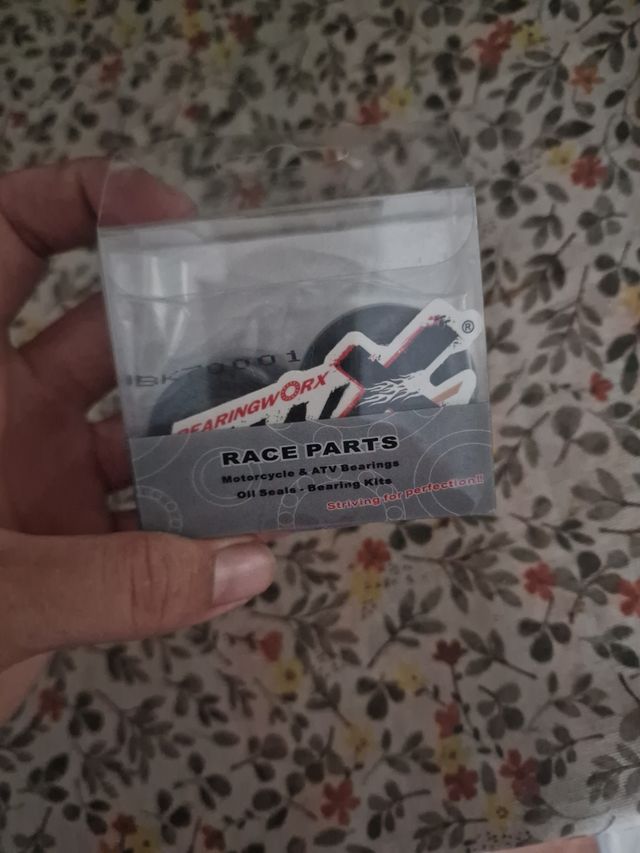 BEARINGWORX
®
RACE PARTS
Motorcycle & ATV Bearings
Oil Seals - Bearing Kits
Striving for perfection!!